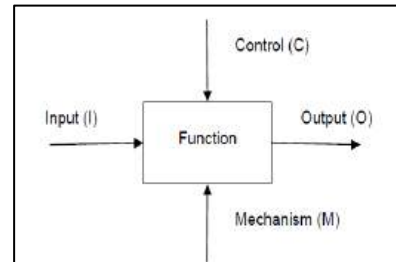 Control (C)
Input (I)
Function
Output (O)
Mechanism (M)